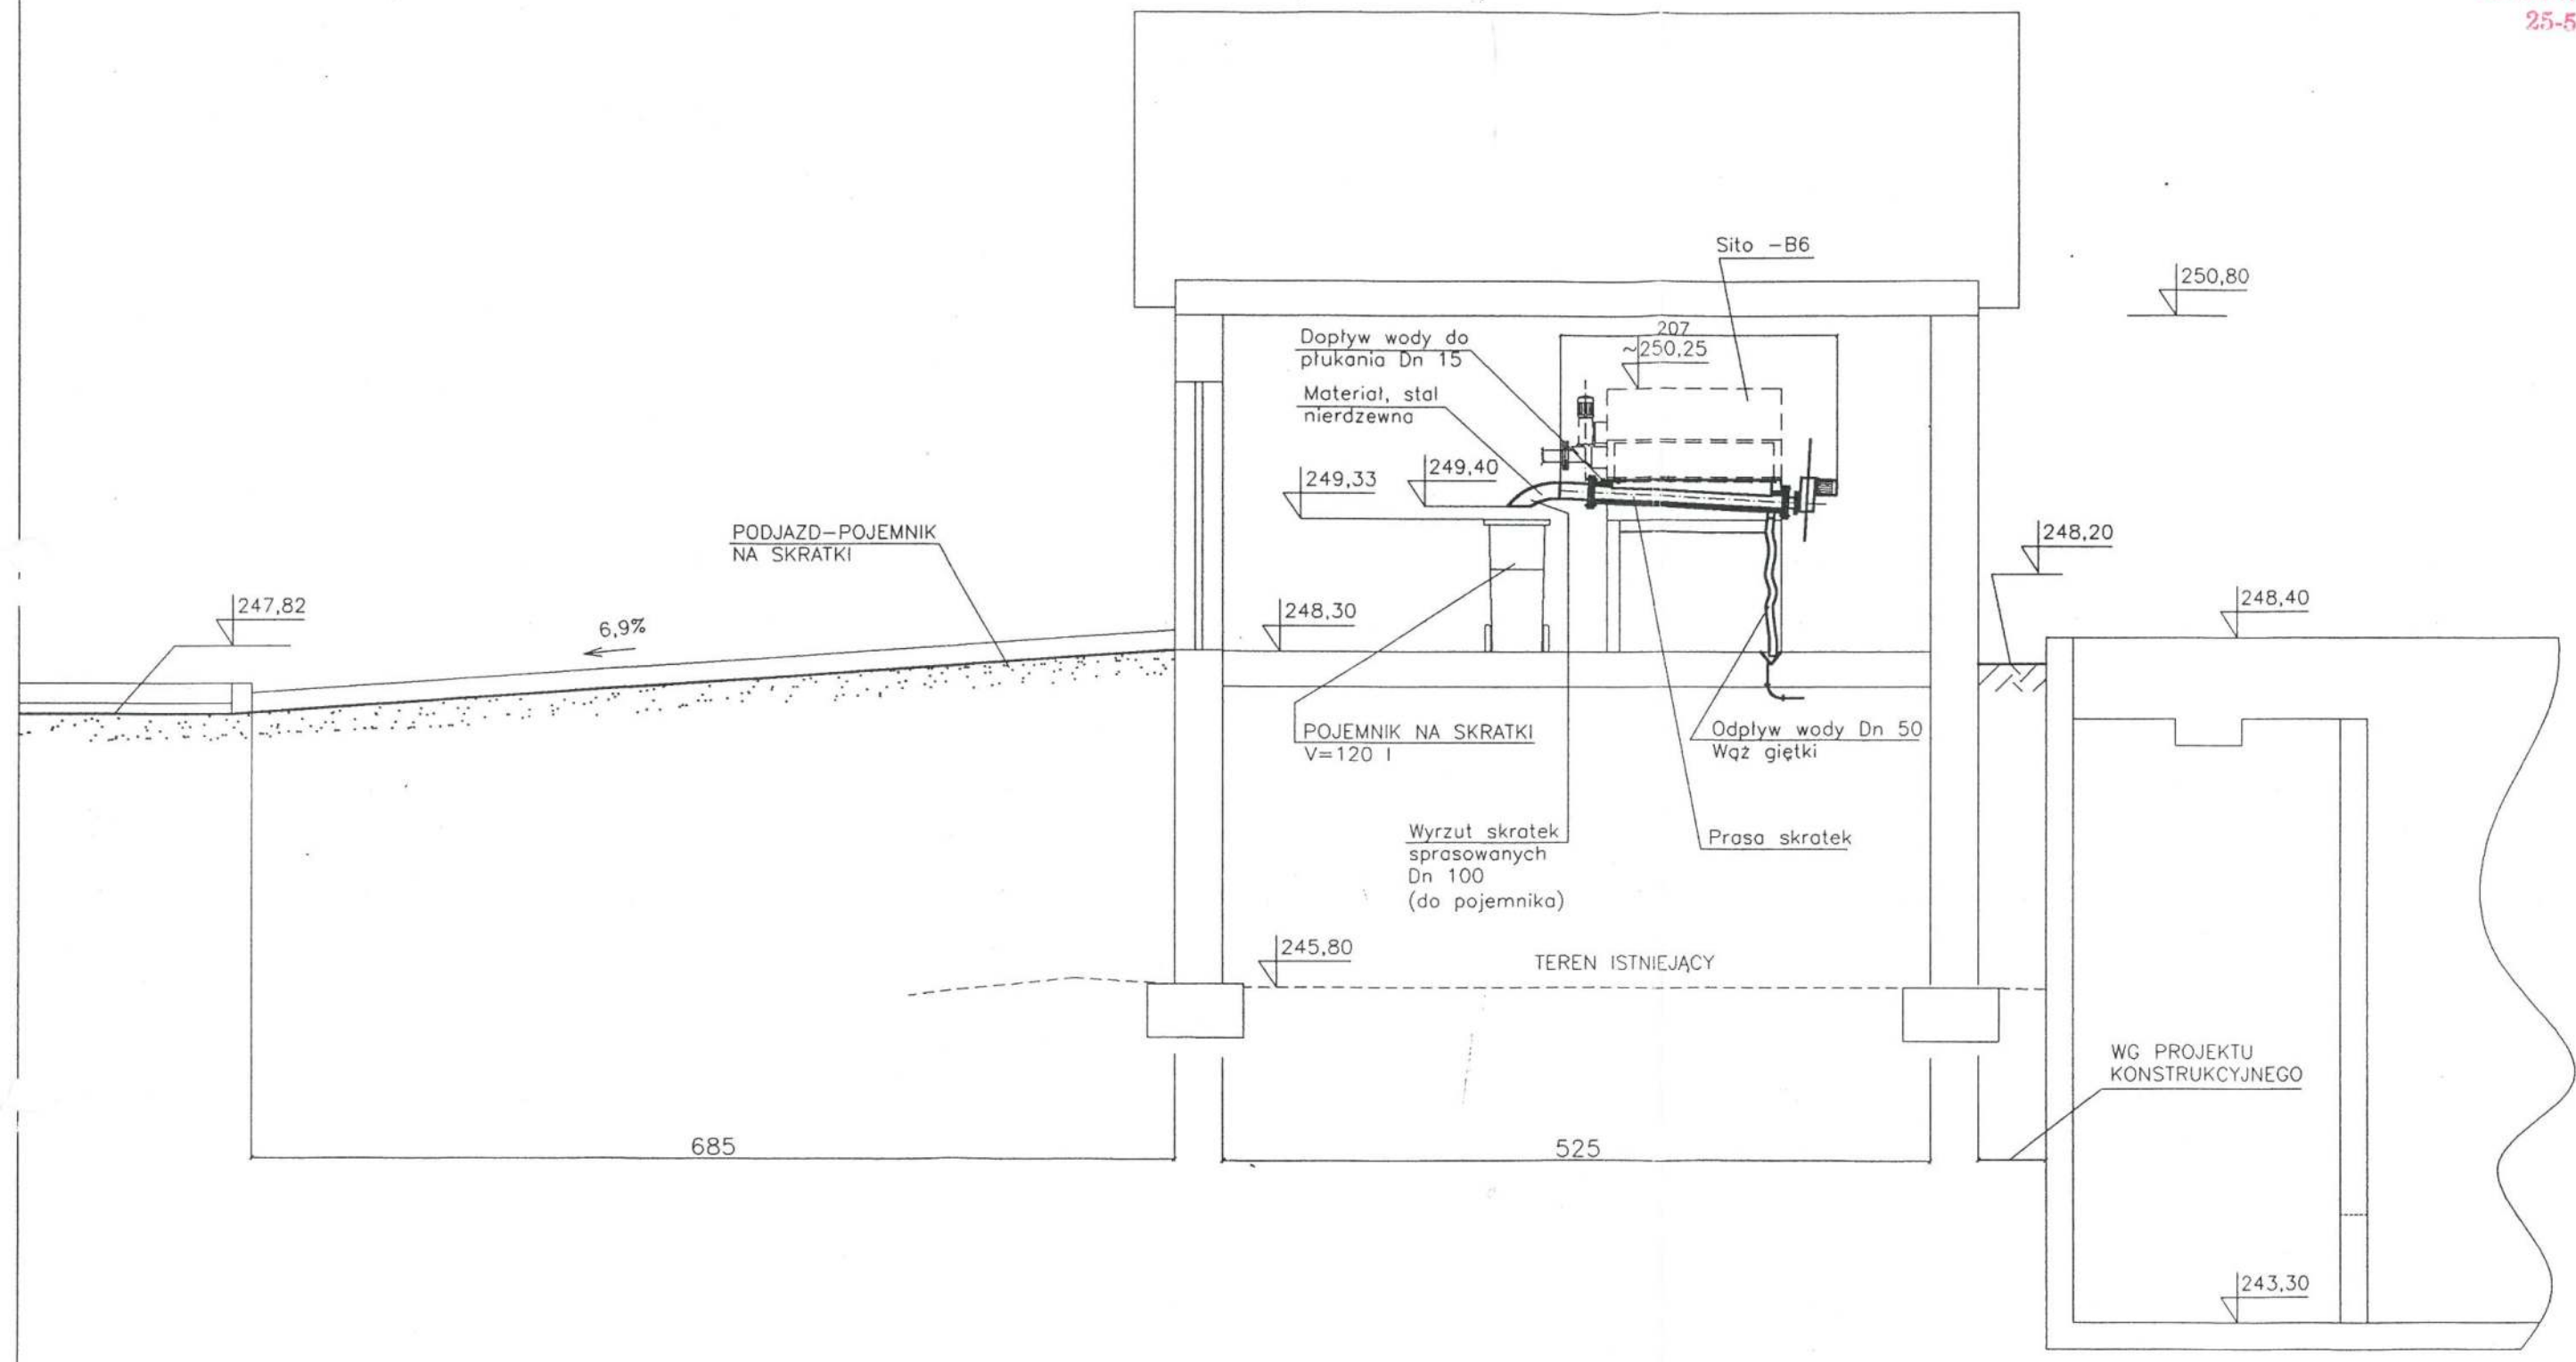 25-5
Sito -B6
250,80
207
~250,25
Dopływ wody do
płukania Dn 15
Materiał, stal
nierdzewna
249,40
249,33
PODJAZD-POJEMNIK
NA SKRATKI
248,20
247,82
6,9%
248,30
248,40
POJEMNIK NA SKRATKI
V=120 l
Odpływ wody Dn 50
Wąż giętki
Wyrzut skratek
sprasowanych
Dn 100
(do pojemnika)
Prasa skratek
245,80
TEREN ISTNIEJĄCY
WG PROJEKTU
KONSTRUKCYJNEGO
685
525
243,30